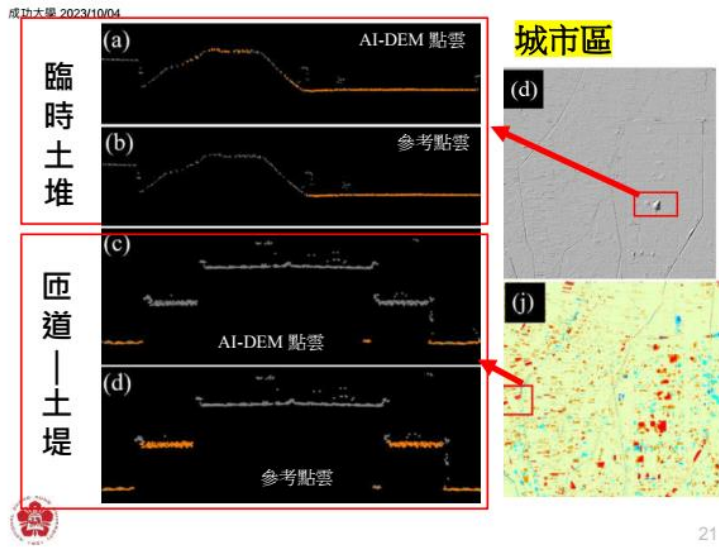 成功大學 2023/10/04
城市區
臨時土堆
(a)
AI-DEM 點雲
(b)
參考點雲
(d)
匝道—土堤
(c)
AI-DEM 點雲
(d)
參考點雲
(j)
21